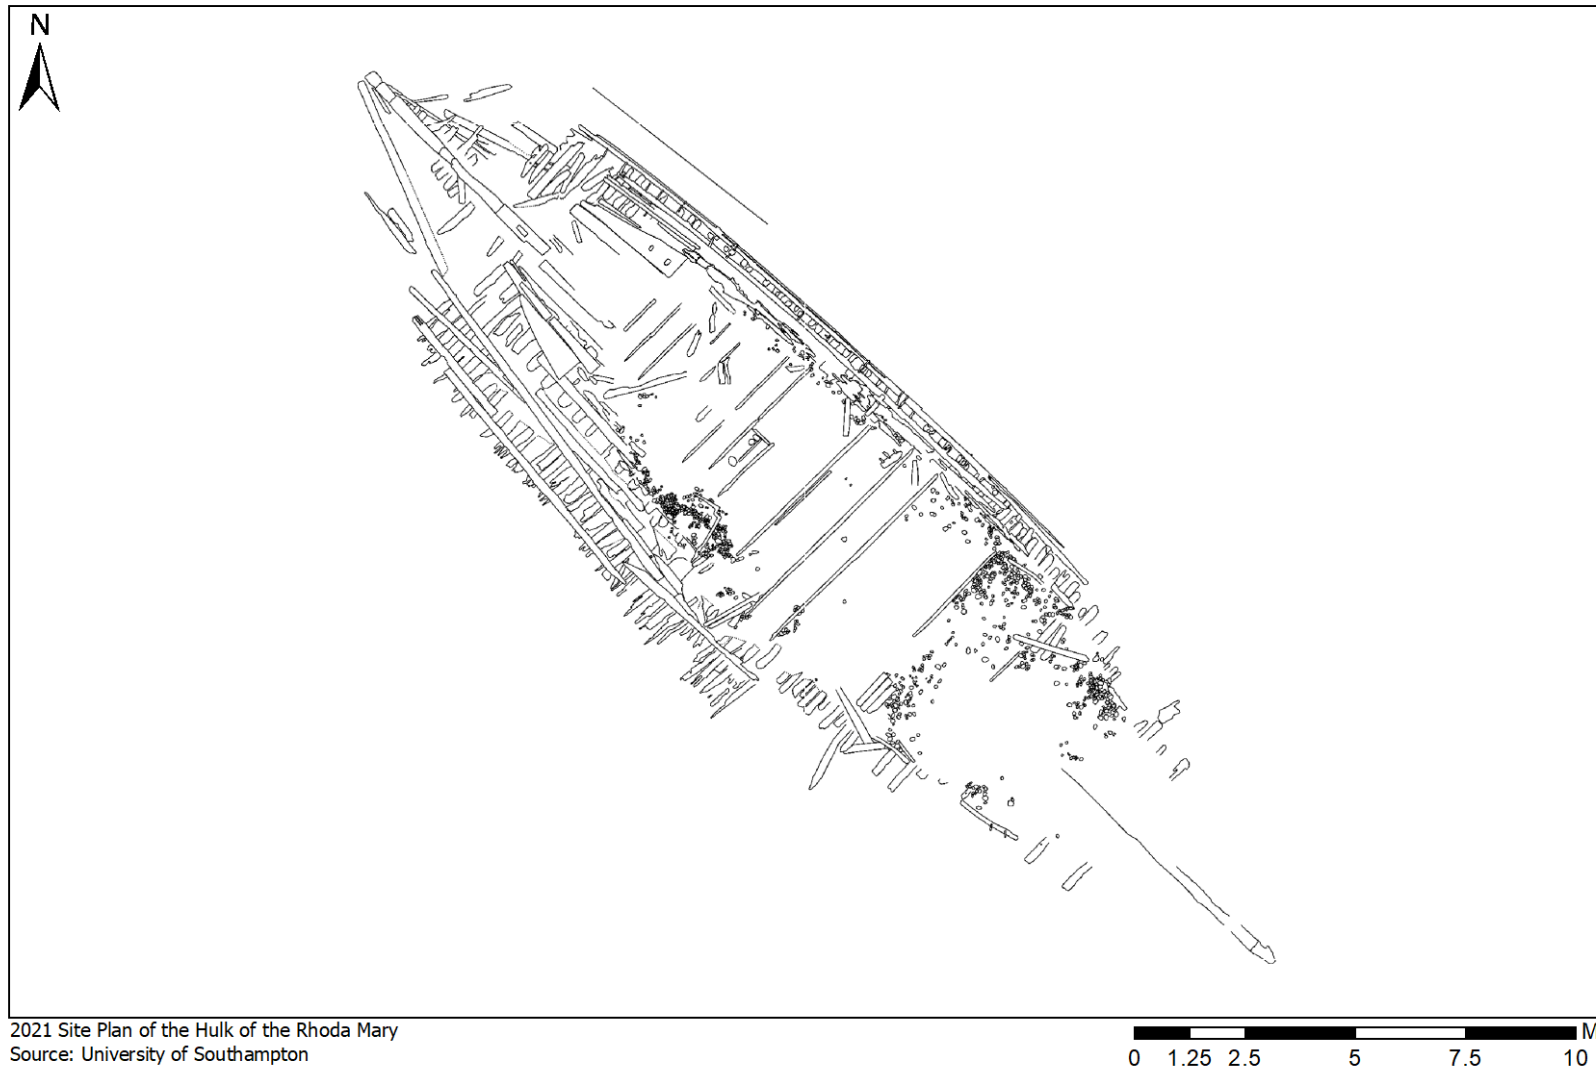 N
2021 Site Plan of the Hulk of the Rhoda Mary
Source: University of Southampton
M
0 1.25 2.5 5 7.5 10